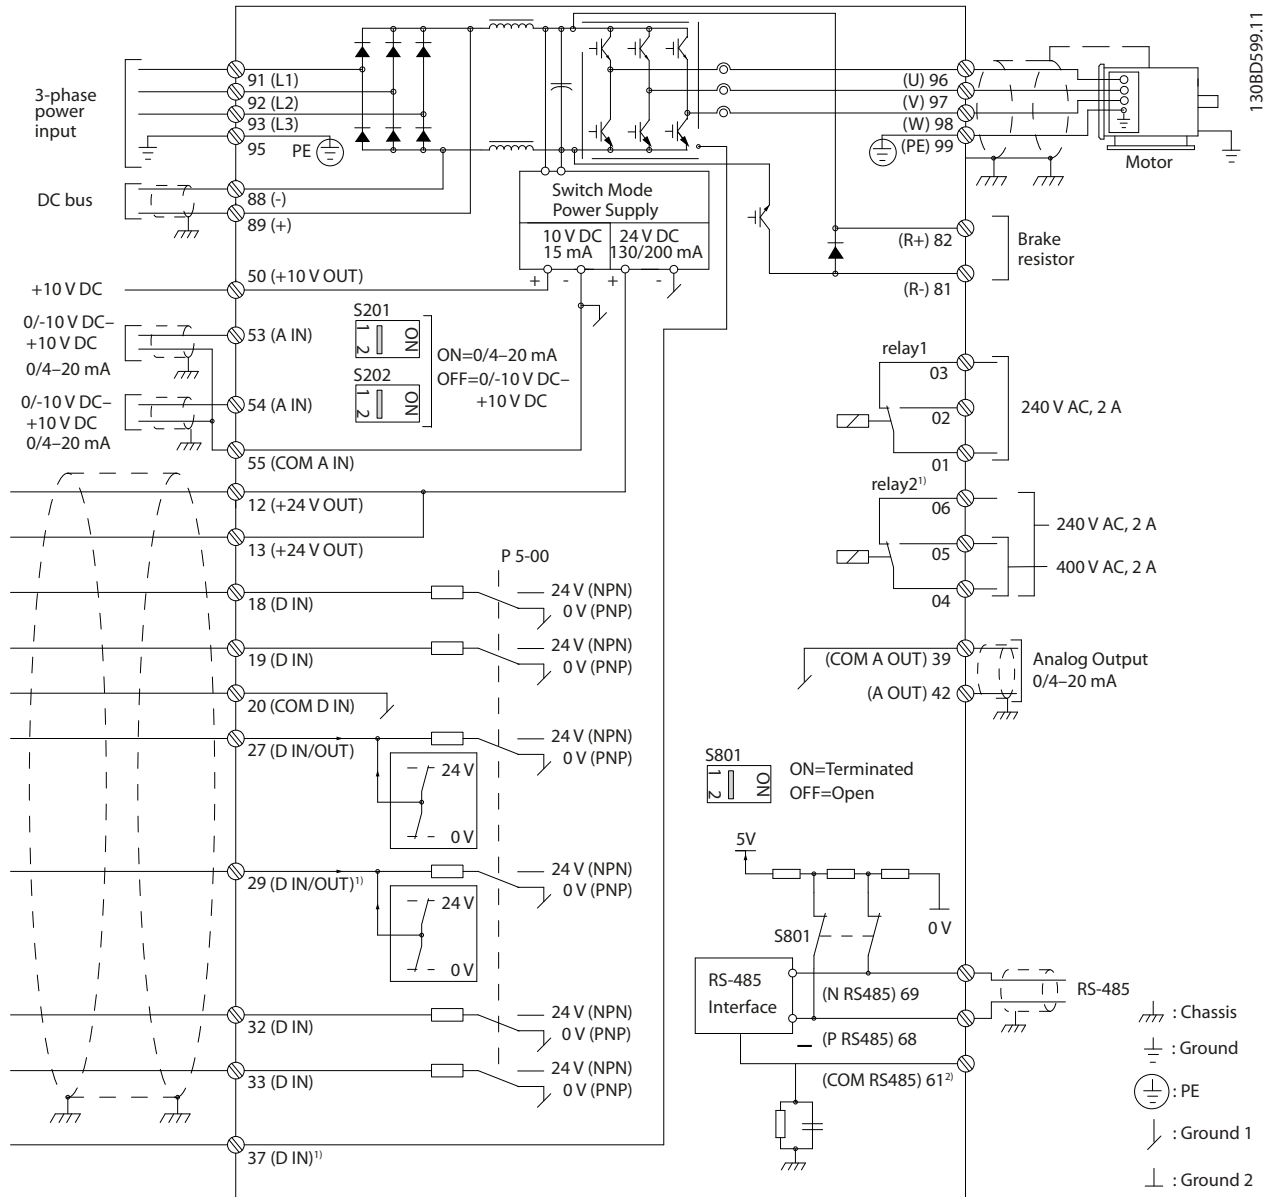 130BD599.11
3-phase
power
input
91 (L1)
92 (L2)
93 (L3)
95
PE
DC bus
88 (-)
89 (+)
+10 V DC
50 (+10 V OUT)
0/-10 V DC–
+10 V DC
0/4–20 mA
53 (A IN)
0/-10 V DC–
+10 V DC
0/4–20 mA
54 (A IN)
55 (COM A IN)
12 (+24 V OUT)
13 (+24 V OUT)
18 (D IN)
19 (D IN)
20 (COM D IN)
27 (D IN/OUT)
29 (D IN/OUT)1)
32 (D IN)
33 (D IN)
37 (D IN)1)
Switch Mode
Power Supply
10 V DC
15 mA
24 V DC
130/200 mA
+ - + -
S201
1 2 ON
S202
1 2 ON
ON=0/4–20 mA
OFF=0/-10 V DC–
+10 V DC
P 5-00
24 V (NPN)
0 V (PNP)
24 V (NPN)
0 V (PNP)
24 V (NPN)
0 V (PNP)
24 V
0 V
24 V (NPN)
0 V (PNP)
24 V
0 V
24 V (NPN)
0 V (PNP)
24 V (NPN)
0 V (PNP)
(U) 96
(V) 97
(W) 98
(PE) 99
Motor
(R+) 82
(R-) 81
Brake
resistor
relay1
03
02
01
240 V AC, 2 A
relay21)
06
05
04
240 V AC, 2 A
400 V AC, 2 A
(COM A OUT) 39
(A OUT) 42
Analog Output
0/4–20 mA
S801
1 2 ON
ON=Terminated
OFF=Open
5V
0 V
S801
RS-485
Interface
(N RS485) 69
(P RS485) 68
(COM RS485) 612)
RS-485
: Chassis
: Ground
: PE
: Ground 1
: Ground 2